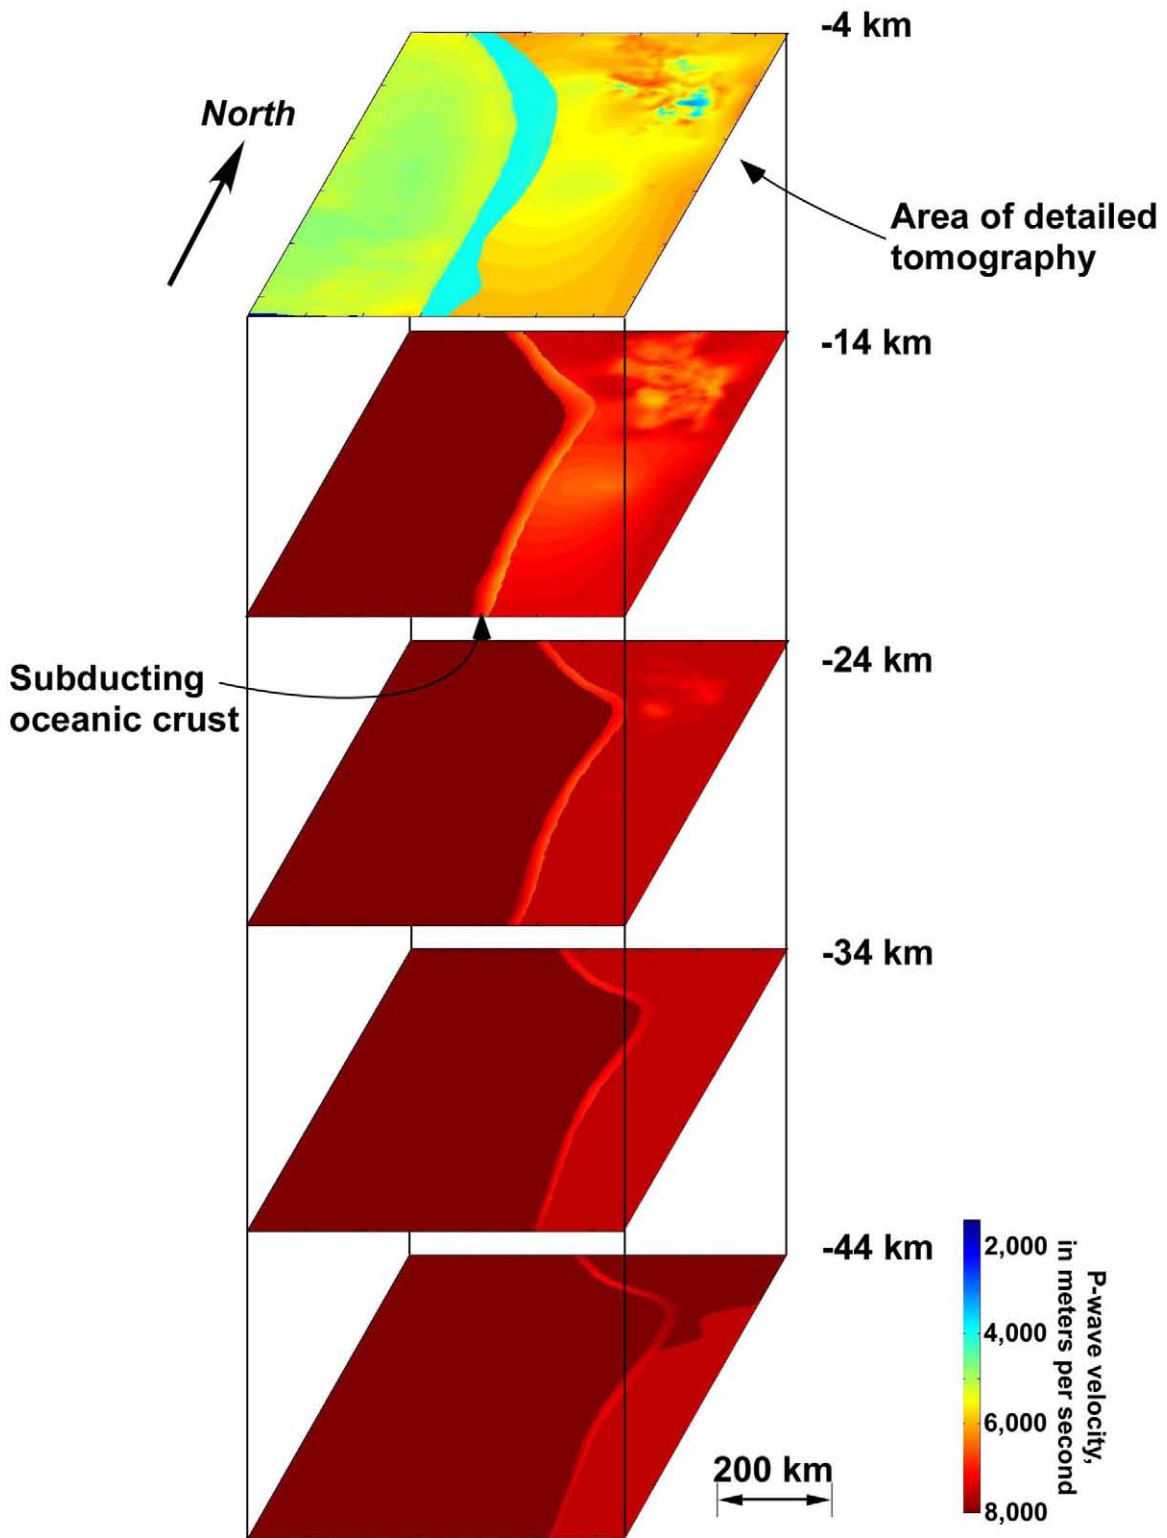 -4 km
North
Area of detailed
tomography
-14 km
Subducting
oceanic crust
-24 km
-34 km
-44 km
200 km
2,000
4,000
6,000
8,000
P-wave velocity,
in meters per second